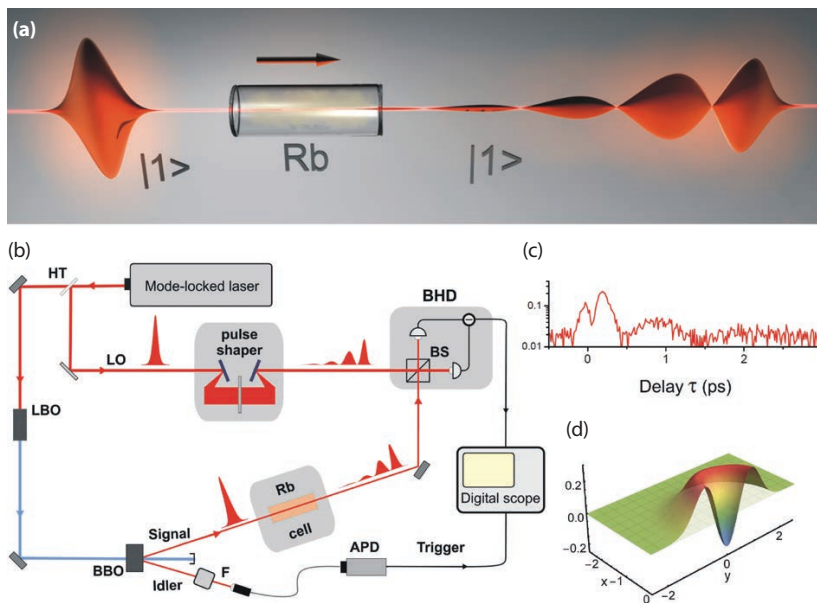 (a)
|1>
Rb
|1>
(b)
HT
Mode-locked laser
LO
pulse
shaper
BHD
BS
LBO
Rb
cell
Digital scope
Signal
BBO
Idler
F
APD
Trigger
(c)
0.1
0.01
0
1
2
Delay τ (ps)
(d)
0.2
0.0
-0.2
-2
x -1
0
-2
0
y
2